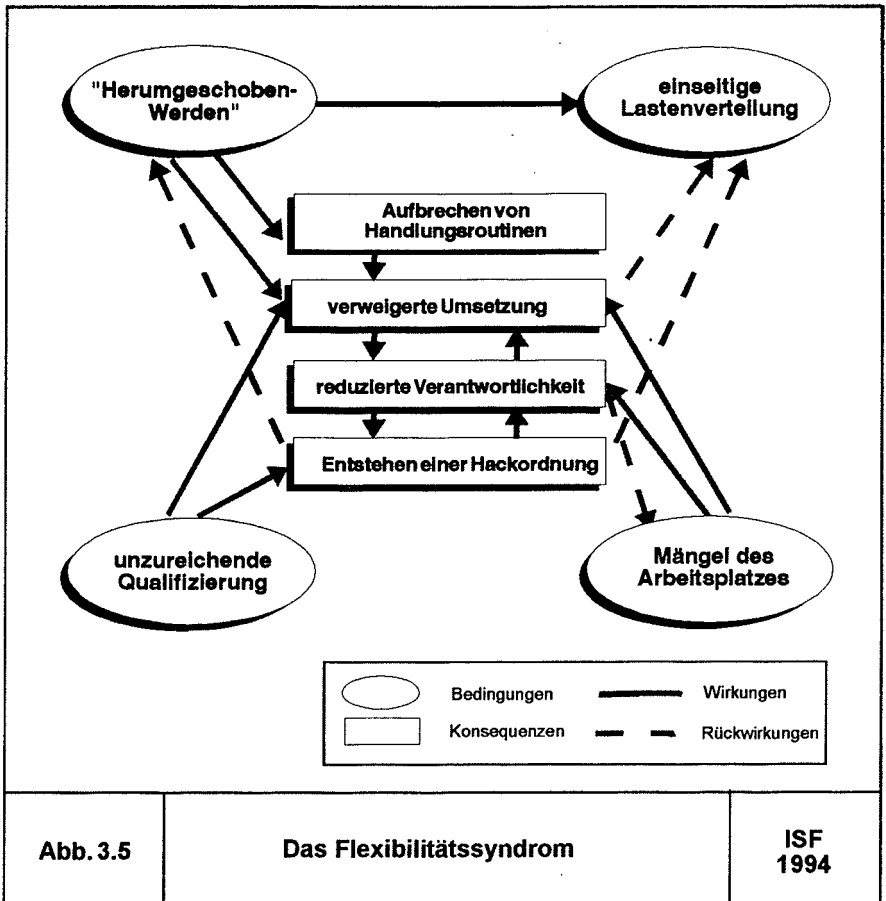 "Herumgeschoben-
Werden"
einseitige
Lastenverteilung
Aufbrechen von
Handlungsroutinen
verweigerte Umsetzung
reduzierte Verantwortlichkeit
Entstehen einer Hackordnung
unzureichende
Qualifizierung
Mängel des
Arbeitsplatzes
Bedingungen
Wirkungen
Konsequenzen
Rückwirkungen
Abb. 3.5
Das Flexibilitätssyndrom
ISF
1994